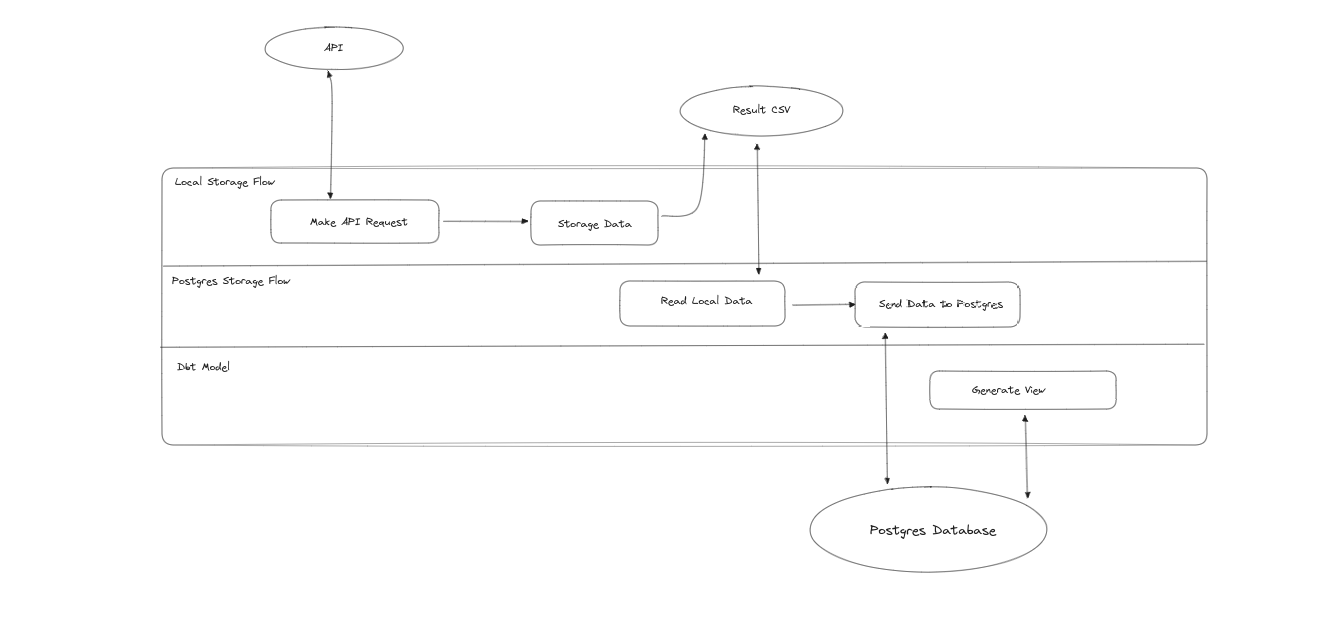 API
Result CSV
Local Storage Flow
Make API Request
Storage Data
Postgres Storage Flow
Read Local Data
Send Data to Postgres
Dbt Model
Generate View
Postgres Database